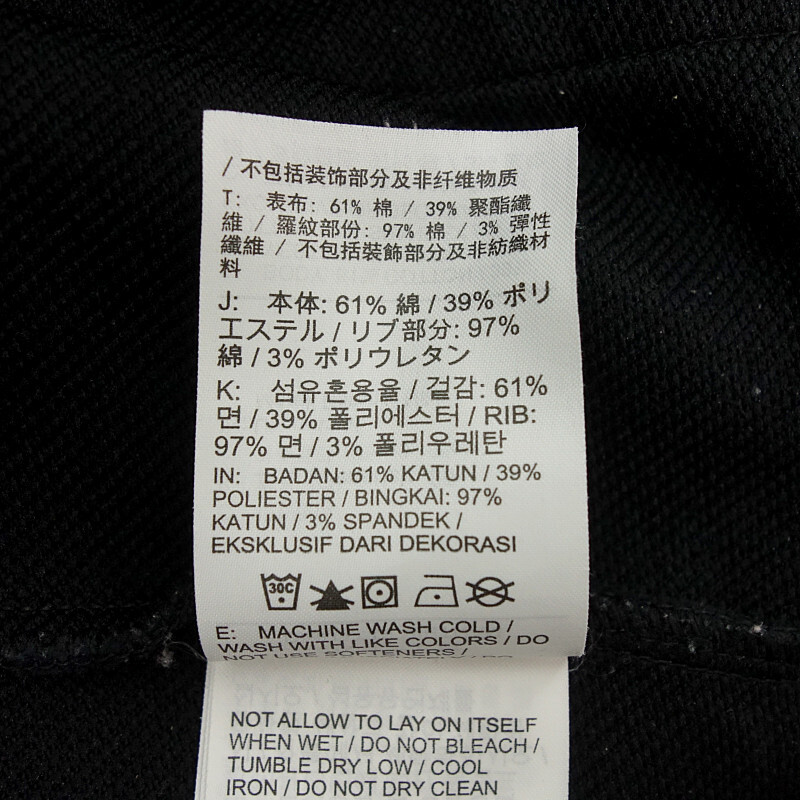 / 不包括装饰部分及非纤维物质
T: 表布: 61% 棉 / 39% 聚酯纖
維 / 羅紋部份: 97% 棉 / 3% 彈性
纖維 / 不包括裝飾部分及非紡織材
料
J: 本体: 61% 綿 / 39% ポリ
エステル / リブ部分: 97%
綿 / 3% ポリウレタン
K: 섬유혼용율 / 겉감: 61%
면 / 39% 폴리에스터 / RIB:
97% 면 / 3% 폴리우레탄
IN: BADAN: 61% KATUN / 39%
POLIESTER / BINGKAI: 97%
KATUN / 3% SPANDEK /
EKSKLUSIF DARI DEKORASI
30C
E: MACHINE WASH COLD /
WASH WITH LIKE COLORS / DO
NOT USE SOFTENERS /
NOT ALLOW TO LAY ON ITSELF
WHEN WET / DO NOT BLEACH /
TUMBLE DRY LOW / COOL
IRON / DO NOT DRY CLEAN